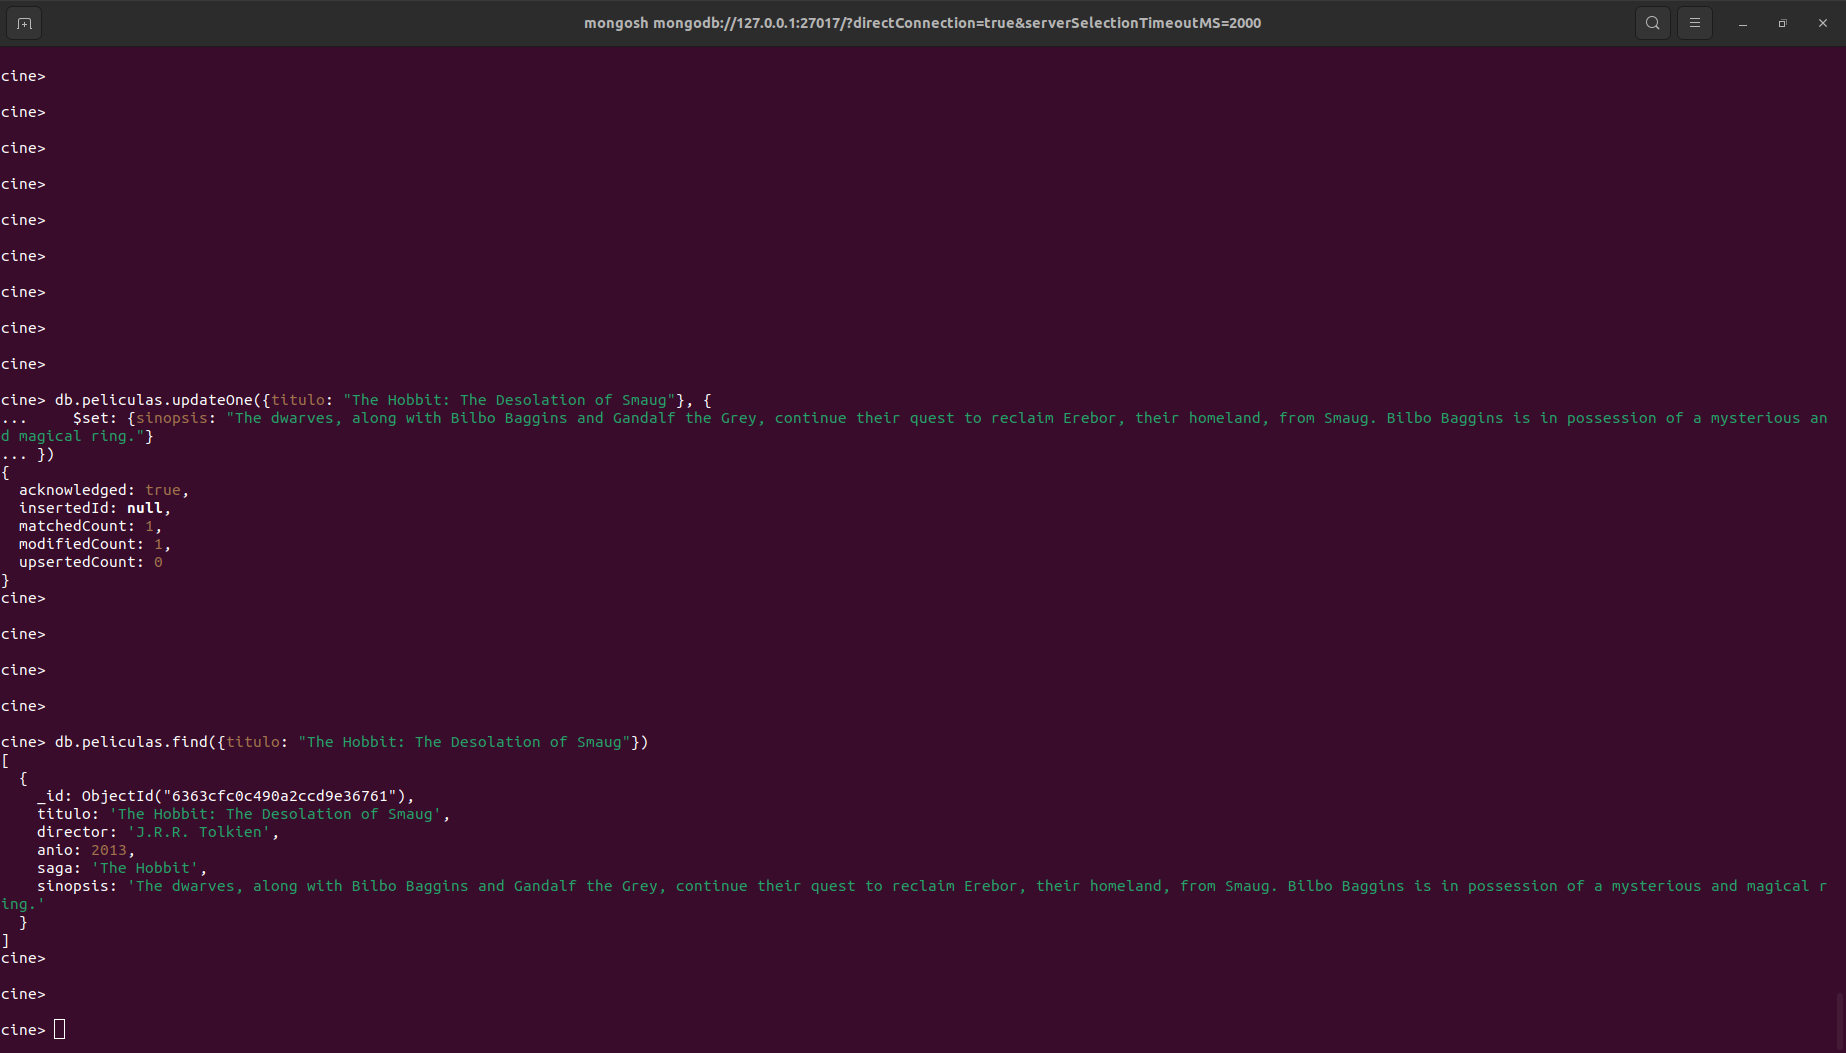 mongosh mongodb://127.0.0.1:27017/?directConnection=true&serverSelectionTimeoutMS=2000
cine>
cine>
cine>
cine>
cine>
cine>
cine>
cine>
cine>
cine> db.peliculas.updateOne({titulo: "The Hobbit: The Desolation of Smaug"}, {
...     $set: {sinopsis: "The dwarves, along with Bilbo Baggins and Gandalf the Grey, continue their quest to reclaim Erebor, their homeland, from Smaug. Bilbo Baggins is in possession of a mysterious an
d magical ring."}
... })
{
  acknowledged: true,
  insertedId: null,
  matchedCount: 1,
  modifiedCount: 1,
  upsertedCount: 0
}
cine>
cine>
cine>
cine>
cine> db.peliculas.find({titulo: "The Hobbit: The Desolation of Smaug"})
[
  {
    _id: ObjectId("6363cfc0c490a2ccd9e36761"),
    titulo: 'The Hobbit: The Desolation of Smaug',
    director: 'J.R.R. Tolkien',
    anio: 2013,
    saga: 'The Hobbit',
    sinopsis: 'The dwarves, along with Bilbo Baggins and Gandalf the Grey, continue their quest to reclaim Erebor, their homeland, from Smaug. Bilbo Baggins is in possession of a mysterious and magical r
ing.'
  }
]
cine>
cine>
cine>